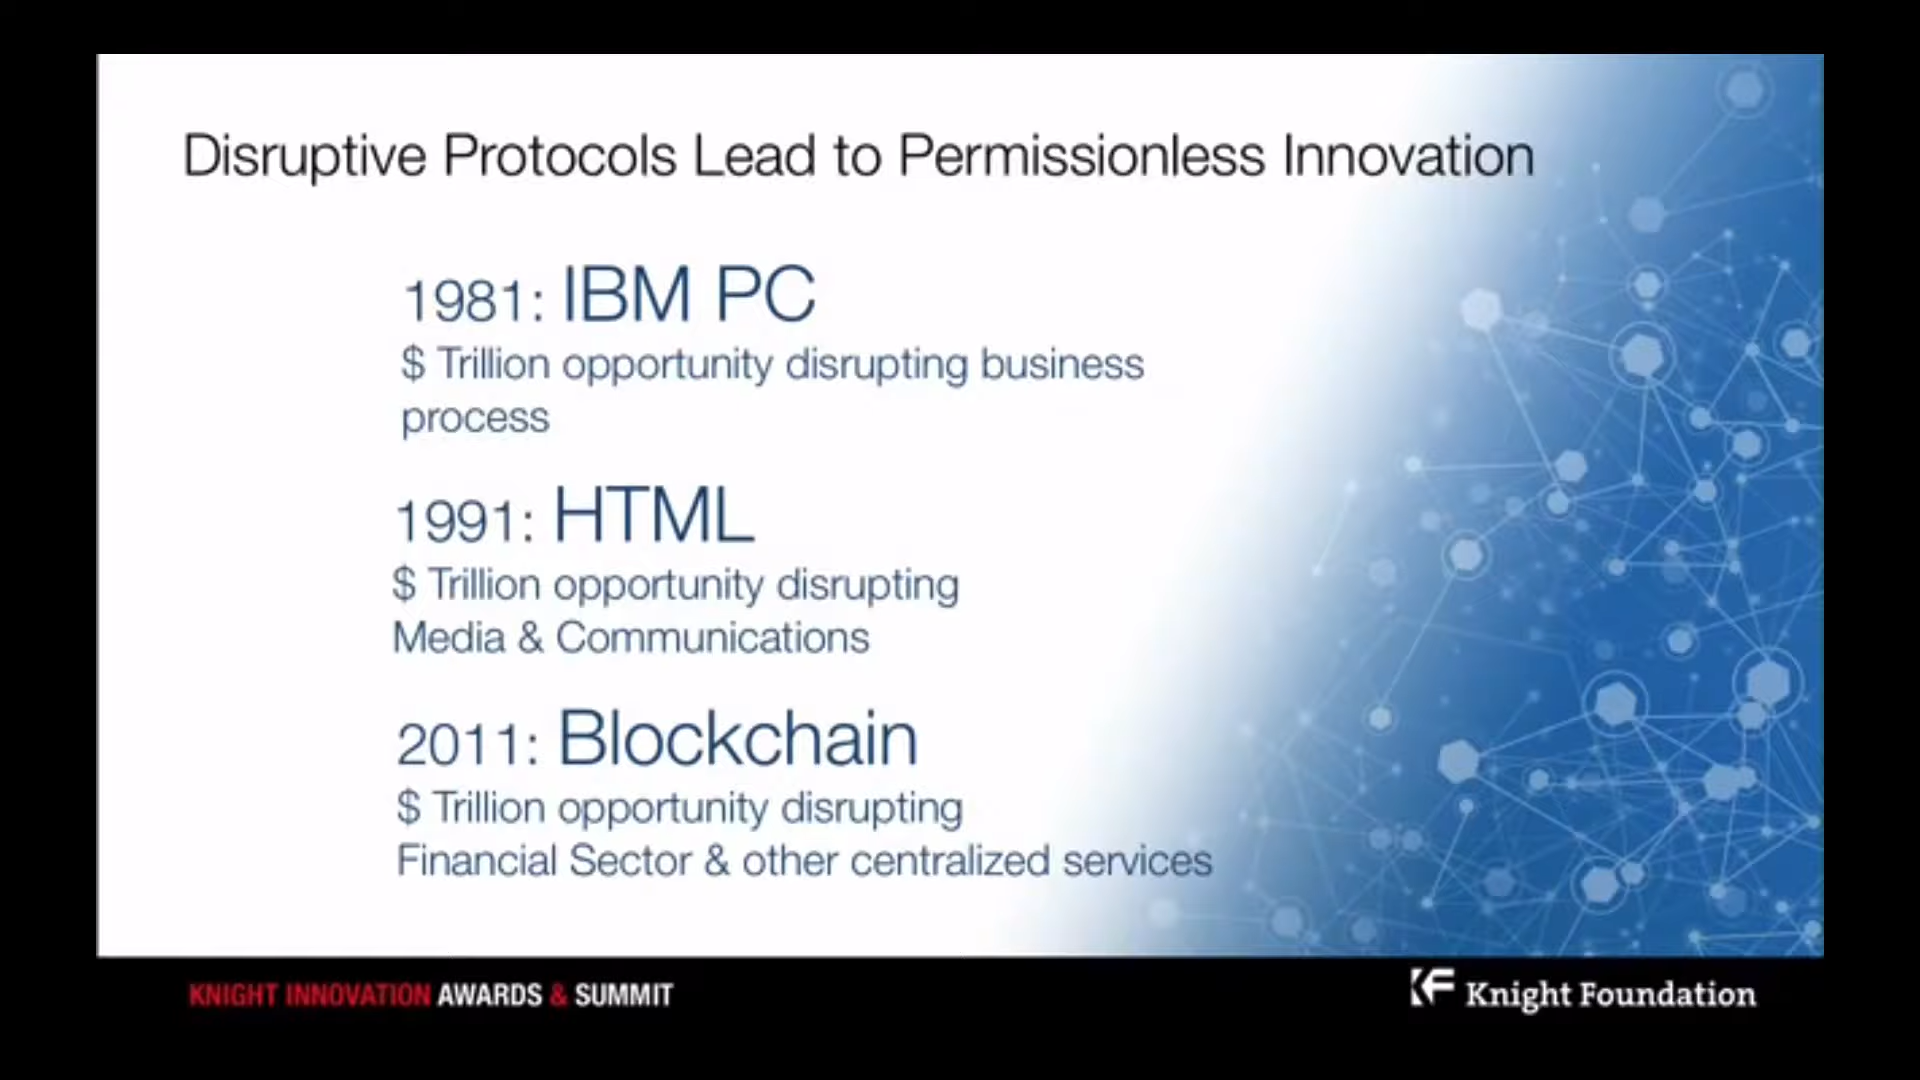 Disruptive Protocols Lead to Permissionless Innovation
1981: IBM PC
$ Trillion opportunity disrupting business
process
1991: HTML
$ Trillion opportunity disrupting
Media & Communications
2011: Blockchain
$ Trillion opportunity disrupting
Financial Sector & other centralized services
KNIGHT INNOVATION AWARDS & SUMMIT
KF Knight Foundation